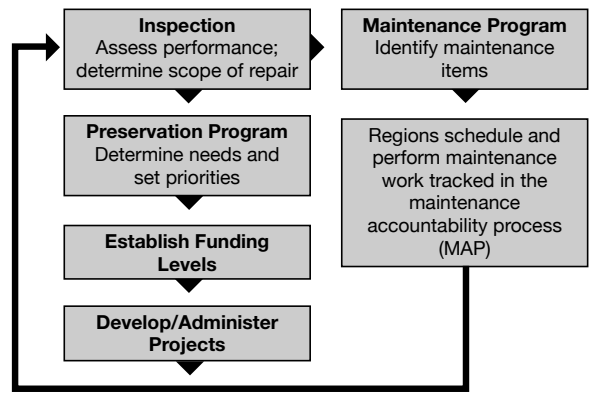 Inspection
Assess performance;
determine scope of repair
Maintenance Program
Identify maintenance
items
Preservation Program
Determine needs and
set priorities
Regions schedule and
perform maintenance
work tracked in the
maintenance
accountability process
(MAP)
Establish Funding
Levels
Develop/Administer
Projects